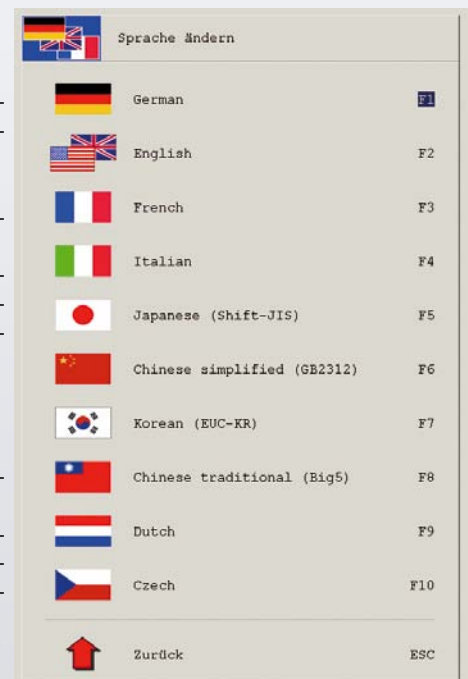 Sprache ändern
German F1
English F2
French F3
Italian F4
Japanese (Shift-JIS) F5
Chinese simplified (GB2312) F6
Korean (EUC-KR) F7
Chinese traditional (Big5) F8
Dutch F9
Czech F10
Zurück ESC